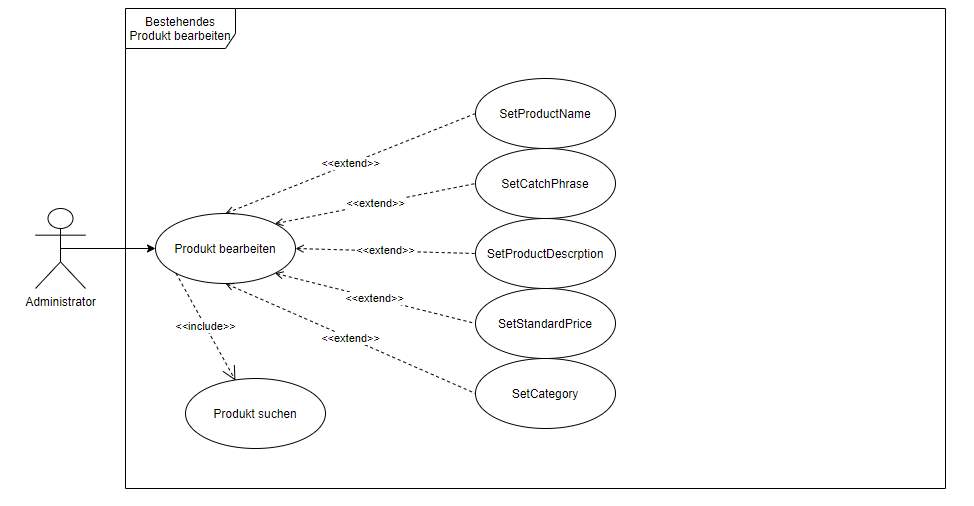 Bestehendes
Produkt bearbeiten
SetProductName
<<extend>>
SetCatchPhrase
<<extend>>
Produkt bearbeiten
<<extend>>
SetProductDescrption
Administrator
<<extend>>
SetStandardPrice
<<include>>
<<extend>>
SetCategory
Produkt suchen